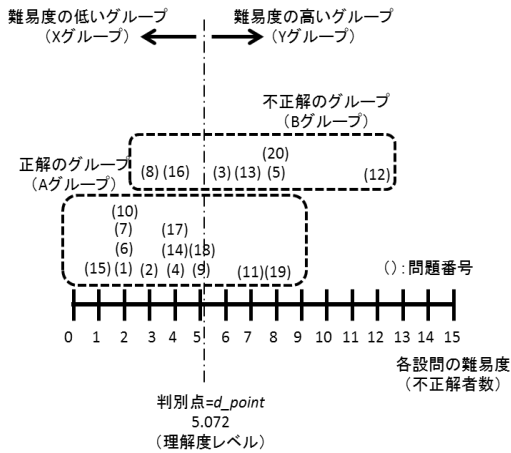 難易度の低いグループ
(Xグループ)
難易度の高いグループ
(Yグループ)
不正解のグループ
(Bグループ)
(20)
(8) (16) (3) (13) (5) (12)
正解のグループ
(Aグループ)
(10)
(7) (17)
(6) (14) (18)
(15) (1) (2) (4) (9) (11) (19)
():問題番号
0 1 2 3 4 5 6 7 8 9 10 11 12 13 14 15
各設問の難易度
(不正解者数)
判別点=d_point
5.072
(理解度レベル)